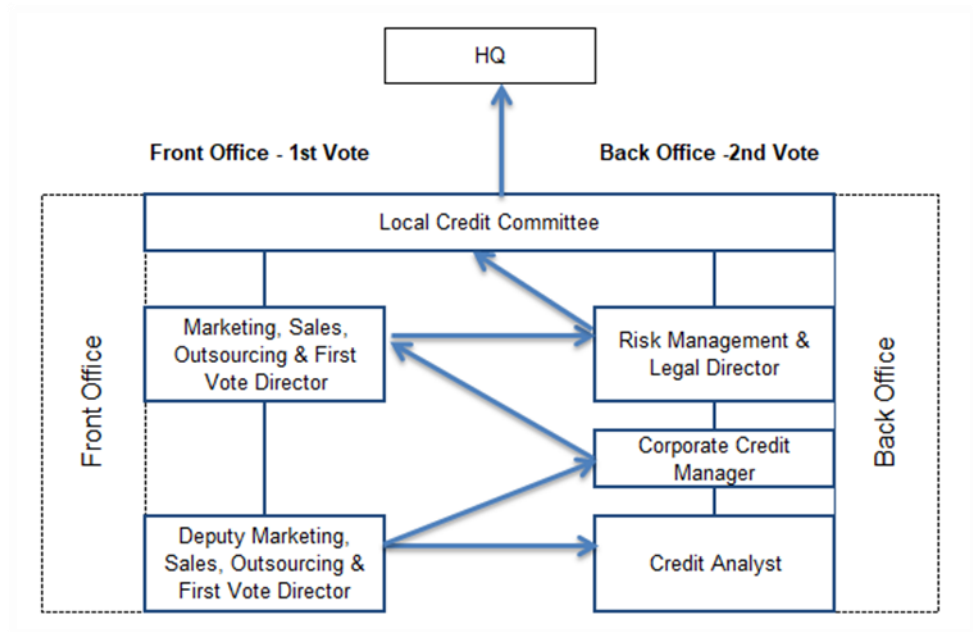 HQ
Front Office - 1st Vote
Back Office -2nd Vote
Local Credit Committee
Front Office
Marketing, Sales,
Outsourcing & First
Vote Director
Risk Management &
Legal Director
Back Office
Corporate Credit
Manager
Deputy Marketing,
Sales, Outsourcing &
First Vote Director
Credit Analyst